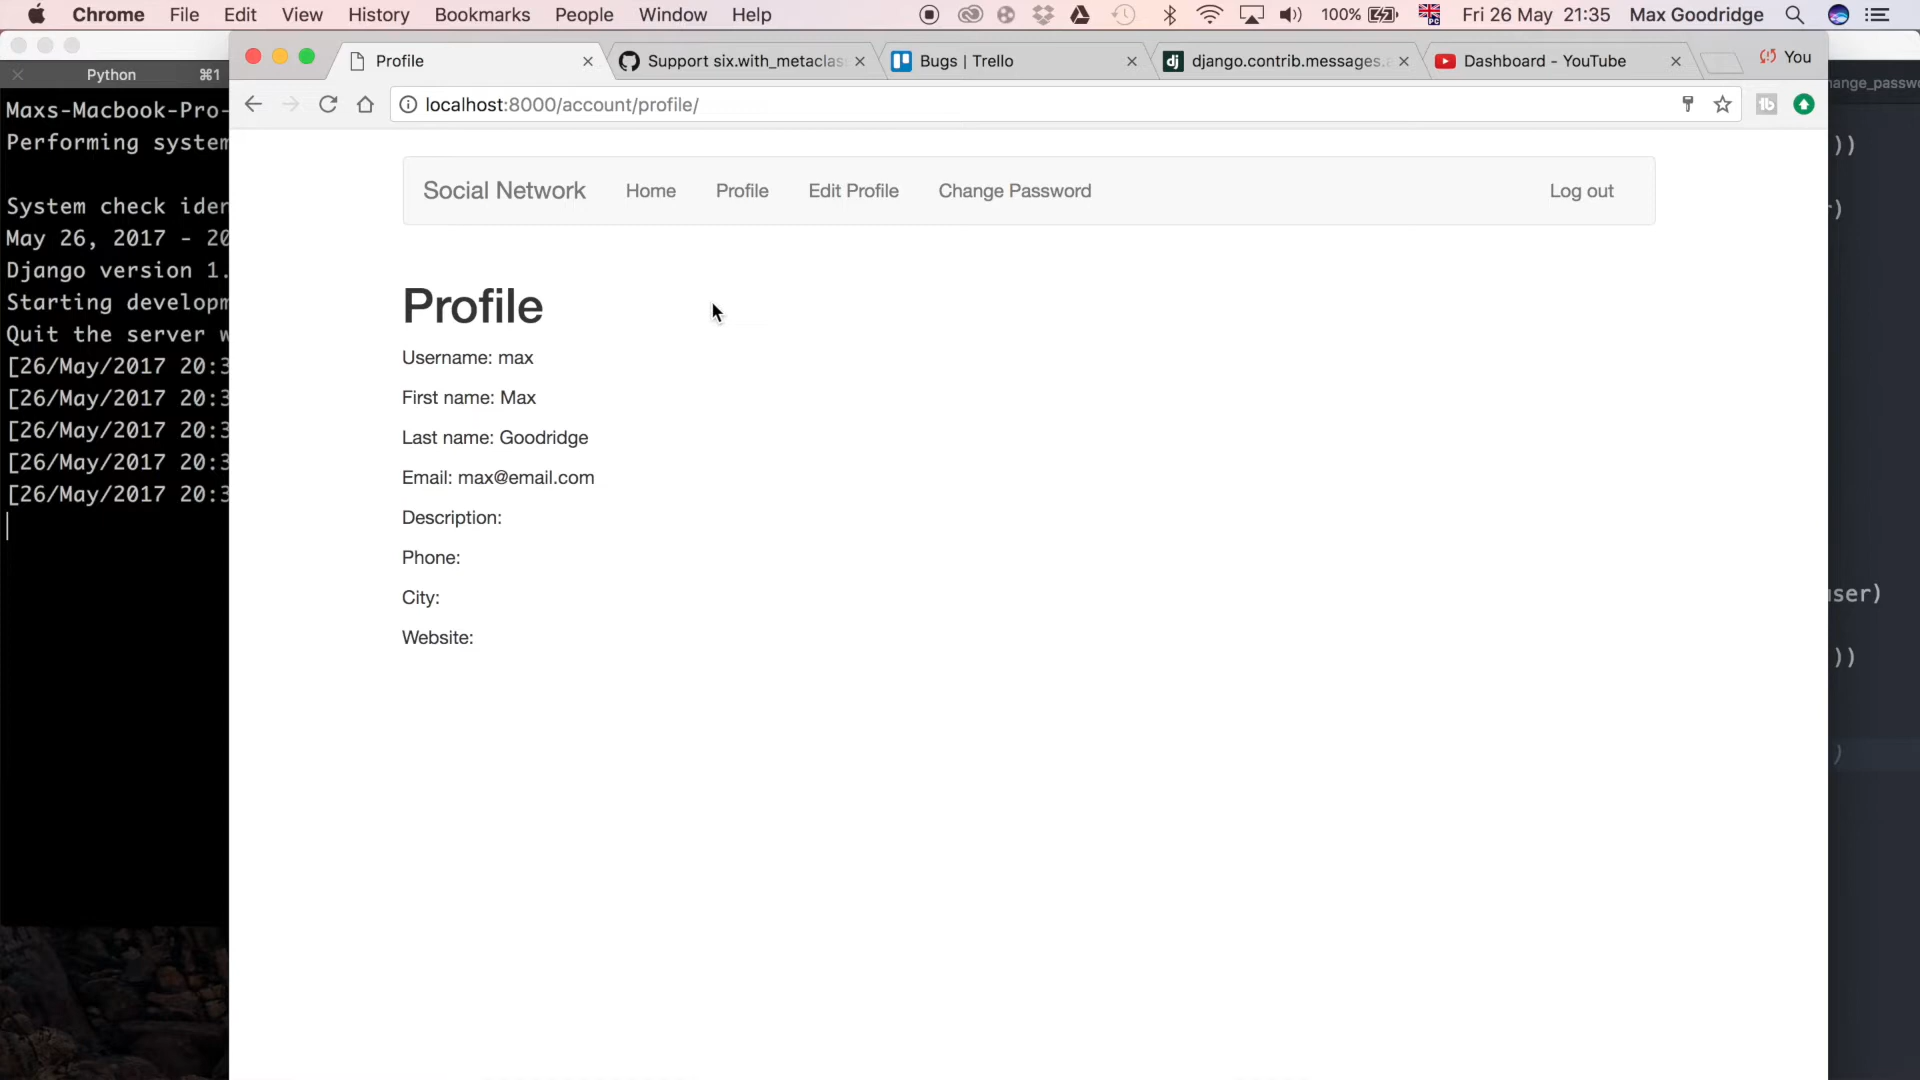 Chrome File Edit View History Bookmarks People Window Help 100% Fri 26 May 21:35 Max Goodridge
Python ⌘1
Profile
Support six.with_metaclas
Bugs | Trello
django.contrib.messages.
Dashboard - YouTube
You
localhost:8000/account/profile/
Maxs-Macbook-Pro-
Performing system
System check iden
May 26, 2017 - 20
Django version 1.
Starting developm
Quit the server w
[26/May/2017 20:3
[26/May/2017 20:3
[26/May/2017 20:3
[26/May/2017 20:3
[26/May/2017 20:3
Social Network Home Profile Edit Profile Change Password Log out
Profile
Username: max
First name: Max
Last name: Goodridge
Email: max@email.com
Description:
Phone:
City:
Website:
))
)
user)
))
)